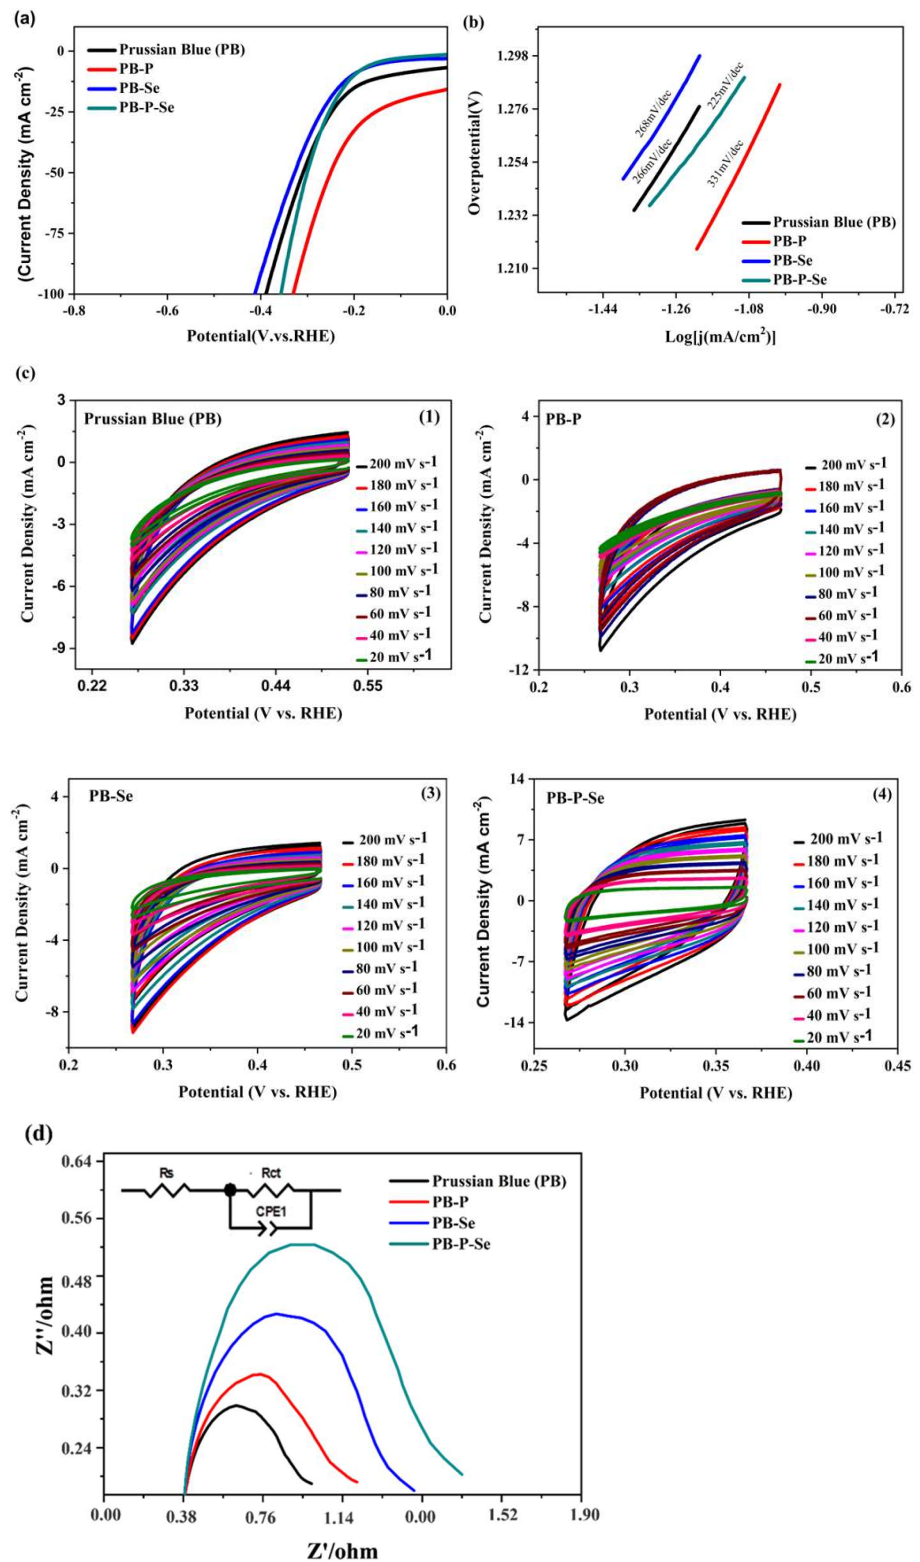 (a)
(Current Density (mA cm-2)
0
-25
-50
-75
-100
Prussian Blue (PB)
PB-P
PB-Se
PB-P-Se
-0.8
-0.6
-0.4
-0.2
0.0
Potential(V.vs.RHE)
(b)
Overpotential(V)
1.298
1.276
1.254
1.232
1.210
268mV/dec
266mV/dec
225mV/dec
331mV/dec
Prussian Blue (PB)
PB-P
PB-Se
PB-P-Se
-1.44
-1.26
-1.08
-0.90
-0.72
Log[j(mA/cm2)]
(c)
Prussian Blue (PB)
(1)
Current Density (mA cm-2)
3
0
-3
-6
-9
200 mV s-1
180 mV s-1
160 mV s-1
140 mV s-1
120 mV s-1
100 mV s-1
80 mV s-1
60 mV s-1
40 mV s-1
20 mV s-1
0.22
0.33
0.44
0.55
Potential (V vs. RHE)
PB-P
(2)
Current Density (mA cm-2)
4
0
-4
-8
-12
200 mV s-1
180 mV s-1
160 mV s-1
140 mV s-1
120 mV s-1
100 mV s-1
80 mV s-1
60 mV s-1
40 mV s-1
20 mV s-1
0.2
0.3
0.4
0.5
0.6
Potential (V vs. RHE)
PB-Se
(3)
Current Density (mA cm-2)
4
0
-4
-8
200 mV s-1
180 mV s-1
160 mV s-1
140 mV s-1
120 mV s-1
100 mV s-1
80 mV s-1
60 mV s-1
40 mV s-1
20 mV s-1
0.2
0.3
0.4
0.5
0.6
Potential (V vs. RHE)
PB-P-Se
(4)
Current Density (mA cm-2)
14
7
0
-7
-14
200 mV s-1
180 mV s-1
160 mV s-1
140 mV s-1
120 mV s-1
100 mV s-1
80 mV s-1
60 mV s-1
40 mV s-1
20 mV s-1
0.25
0.30
0.35
0.40
0.45
Potential (V vs. RHE)
(d)
Z''/ohm
0.64
0.56
0.48
0.40
0.32
0.24
Rs
Rct
CPE1
Prussian Blue (PB)
PB-P
PB-Se
PB-P-Se
0.00
0.38
0.76
1.14
0.00
1.52
1.90
Z'/ohm